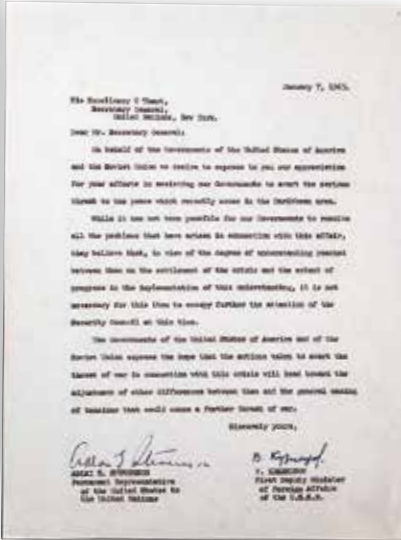 January 7, 1963.
His Excellency U Thant,
Secretary General,
United Nations, New York.
Dear Mr. Secretary General:
On behalf of the Governments of the United States of America
and the Soviet Union we desire to express to you our appreciation
for your efforts in assisting our Governments to avert the serious
threat to the peace which recently arose in the Caribbean area.
While it has not been possible for our Governments to resolve
all the problems that have arisen in connection with this affair,
they believe that, in view of the degree of understanding reached
between them on the settlement of the crisis and the extent of
progress in the implementation of this understanding, it is not
necessary for this item to occupy further the attention of the
Security Council at this time.
The Governments of the United States of America and of the
Soviet Union express the hope that the actions taken to avert the
threat of war in connection with this crisis will lead toward the
adjustment of other differences between them and the general easing
of tensions that could cause a further threat of war.
Sincerely yours,
ADLAI E. STEVENSON
Permanent Representative
of the United States to
the United Nations
V. KUZNETSOV
First Deputy Minister
of Foreign Affairs
of the U.S.S.R.